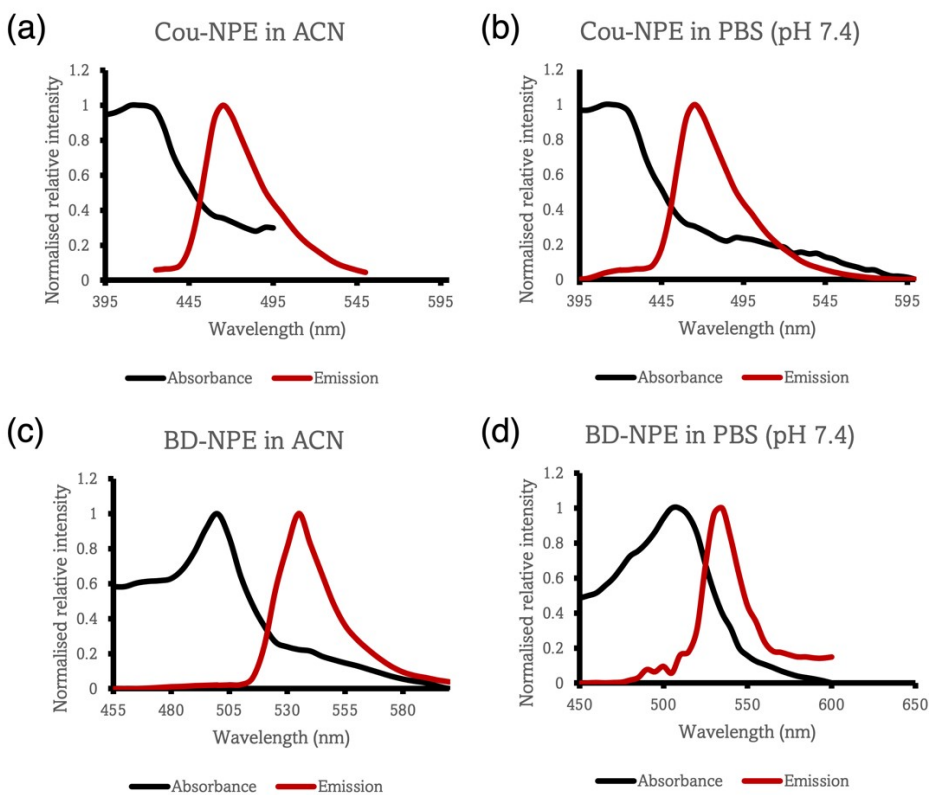 (a)
Cou-NPE in ACN
Normalised relative intensity
1.2
1
0.8
0.6
0.4
0.2
0
395
445
495
545
595
Wavelength (nm)
Absorbance
Emission
(b)
Cou-NPE in PBS (pH 7.4)
Normalised relative intensity
1.2
1
0.8
0.6
0.4
0.2
0
395
445
495
545
595
Wavelength (nm)
Absorbance
Emission
(c)
BD-NPE in ACN
Normalised relative intensity
1.2
1
0.8
0.6
0.4
0.2
0
455
480
505
530
555
580
Wavelength (nm)
Absorbance
Emission
(d)
BD-NPE in PBS (pH 7.4)
Normalised relative intensity
1.2
1
0.8
0.6
0.4
0.2
0
450
500
550
600
650
Wavelength (nm)
Absorbance
Emission